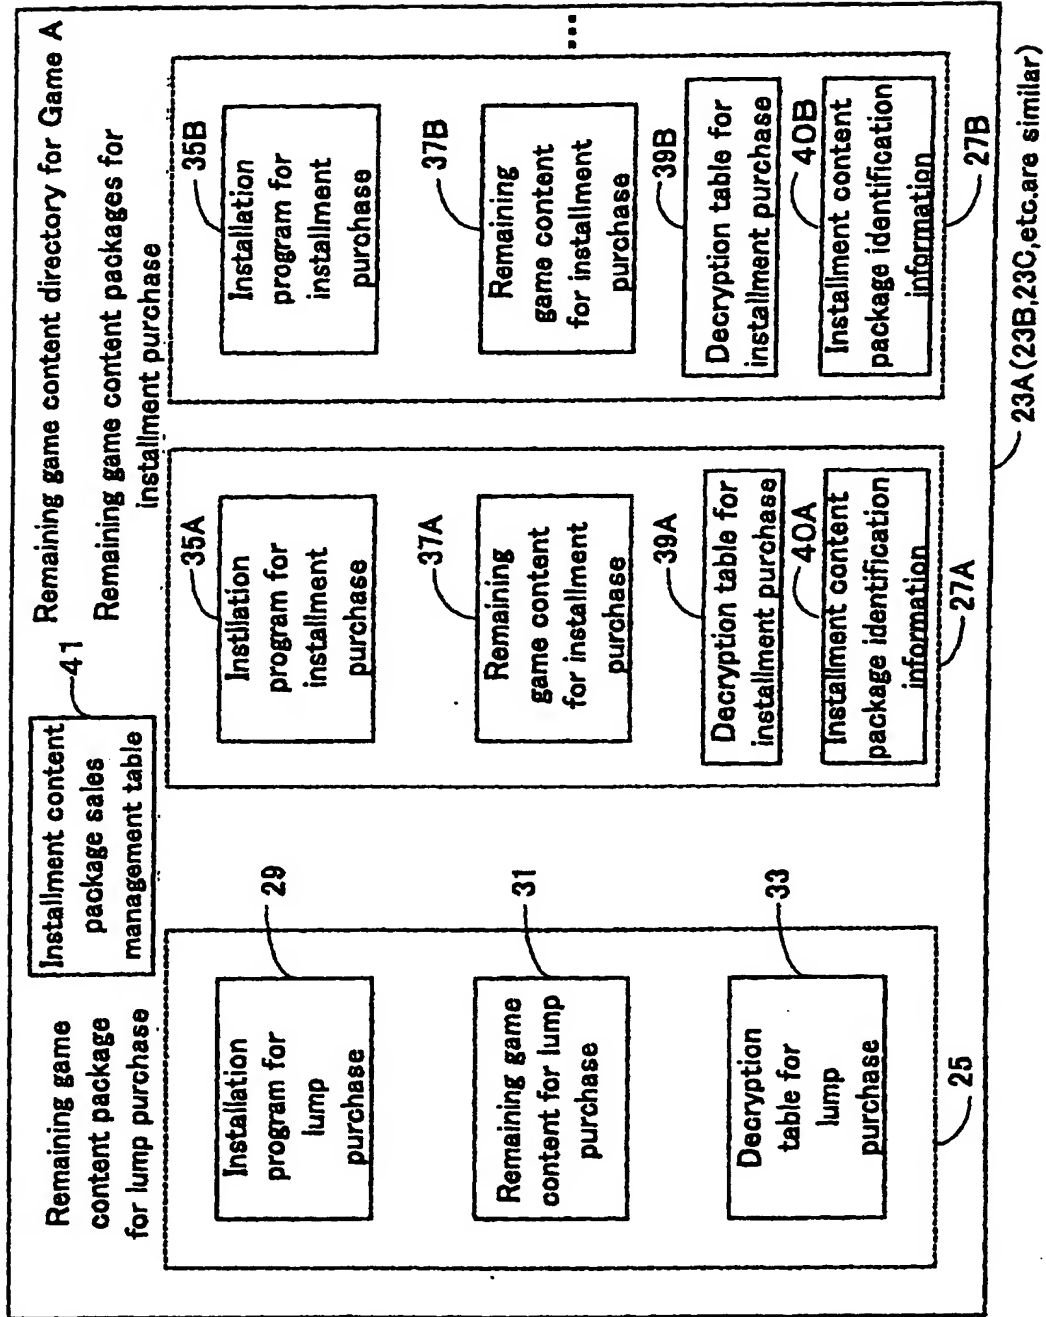 Remaining game content directory for Game A
Remaining game
content package
for lump purchase
Installment content
package sales
management table
41
Remaining game content packages for
installment purchase
Installation
program for
lump
purchase
29
Remaining game
content for lump
purchase
31
Decryption
table for
lump
purchase
33
25
Instllation
program for
installment
purchase
35A
Remaining
game content
for installment
purchase
37A
Decryption table for
installment purchase
39A
Installment content
package identification
information
40A
27A
Installation
program for
installment
purchase
35B
Remaining
game content
for installment
purchase
37B
Decryption table for
installment purchase
39B
Installment content
package identification
information
40B
27B
...
23A(23B,23C,etc.are similar)